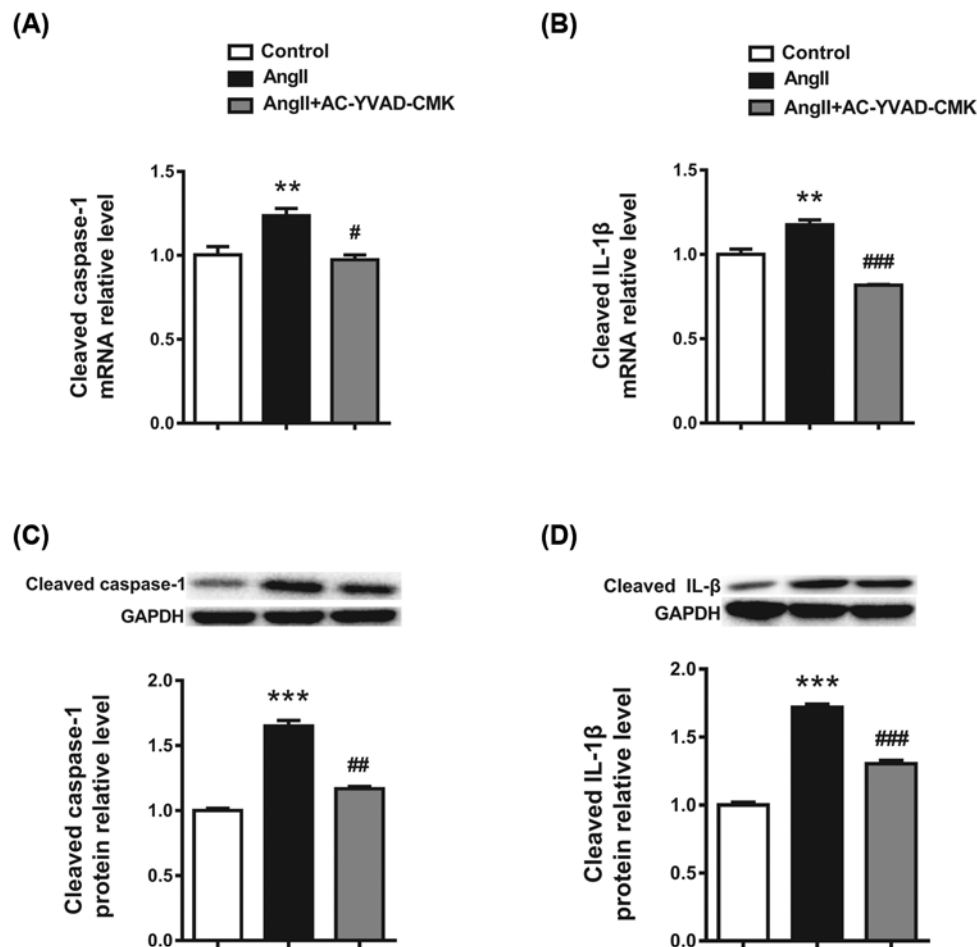 (A)
Control
AngII
AngII+AC-YVAD-CMK
Cleaved caspase-1
mRNA relative level
1.5
1.0
0.5
0.0
**
#
(B)
Control
AngII
AngII+AC-YVAD-CMK
Cleaved IL-1β
mRNA relative level
1.5
1.0
0.5
0.0
**
###
(C)
Cleaved caspase-1
GAPDH
Cleaved caspase-1
protein relative level
2.0
1.5
1.0
0.5
0.0
***
##
(D)
Cleaved IL-β
GAPDH
Cleaved IL-1β
protein relative level
2.0
1.5
1.0
0.5
0.0
***
###